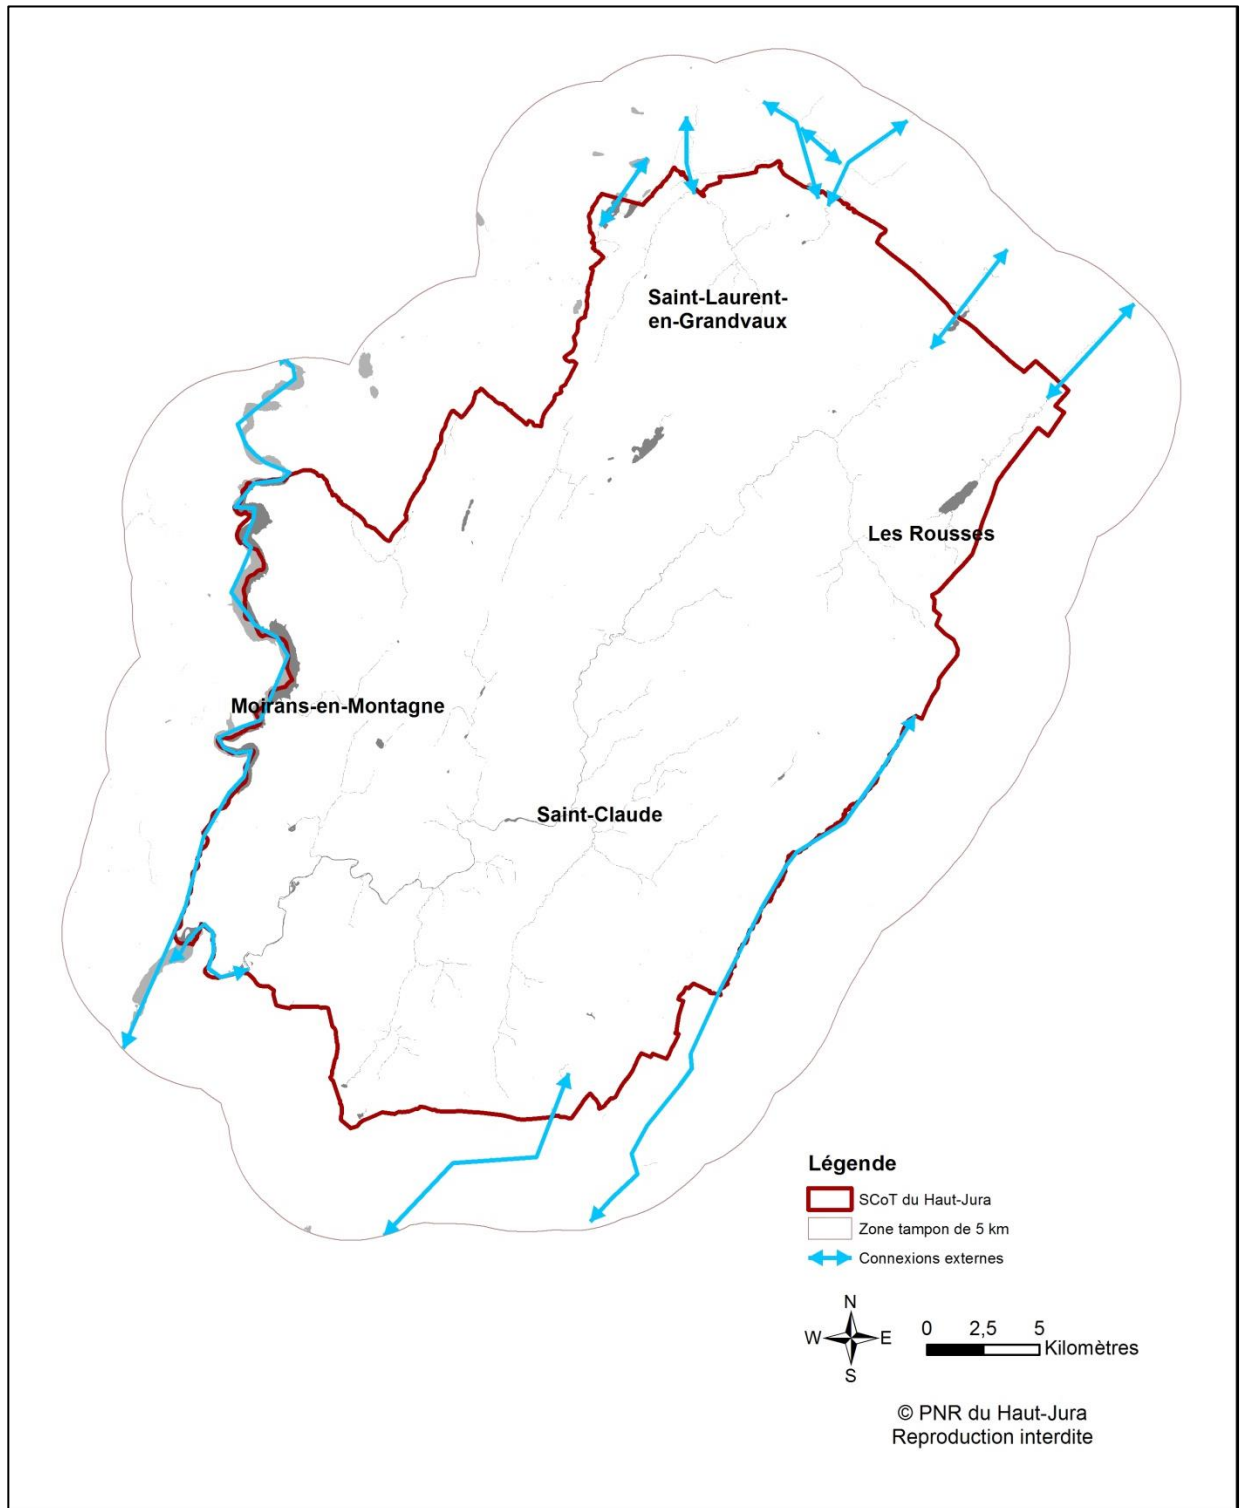 Saint-Laurent-
en-Grandvaux
Les Rousses
Moirans-en-Montagne
Saint-Claude
Légende
SCoT du Haut-Jura
Zone tampon de 5 km
Connexions externes
N
W
E
S
0 2,5 5
Kilomètres
© PNR du Haut-Jura
Reproduction interdite